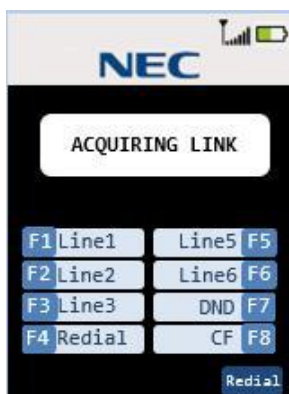 NEC
ACQUIRING LINK
F1 Line1 Line5 F5
F2 Line2 Line6 F6
F3 Line3 DND F7
F4 Redial CF F8
Redial